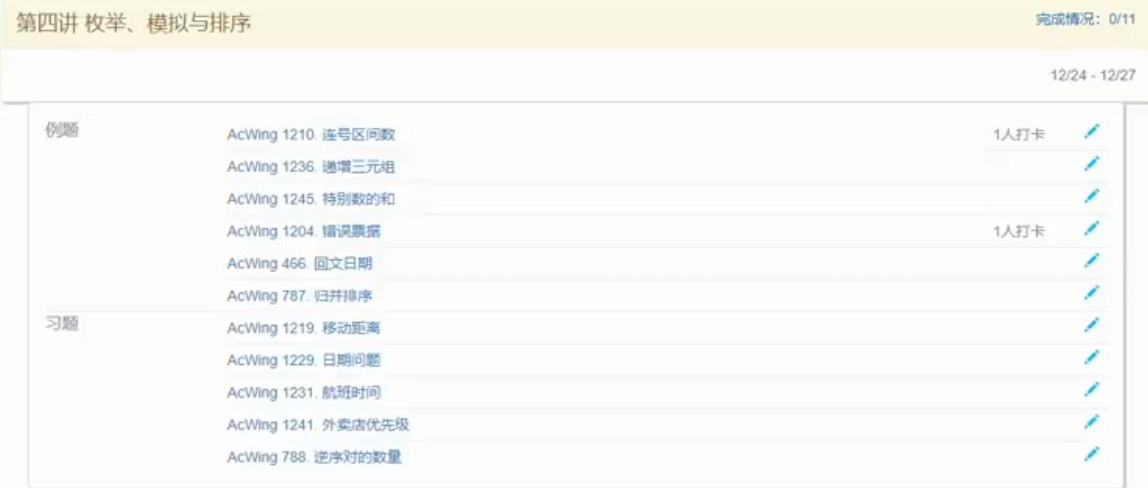 第四讲 枚举、模拟与排序
完成情况：0/11
12/24 - 12/27
例题
AcWing 1210. 连号区间数 1人打卡
AcWing 1236. 递增三元组
AcWing 1245. 特别数的和
AcWing 1204. 错误票据 1人打卡
AcWing 466. 回文日期
AcWing 787. 归并排序
习题
AcWing 1219. 移动距离
AcWing 1229. 日期问题
AcWing 1231. 航班时间
AcWing 1241. 外卖店优先级
AcWing 788. 逆序对的数量